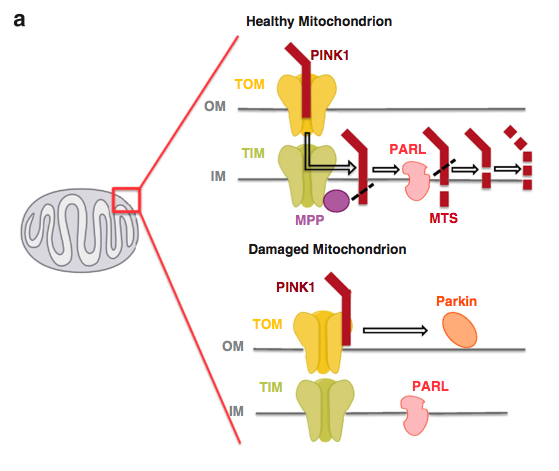 a
Healthy Mitochondrion
PINK1
TOM
OM
TIM
PARL
IM
MPP
MTS
Damaged Mitochondrion
PINK1
Parkin
TOM
OM
TIM
PARL
IM